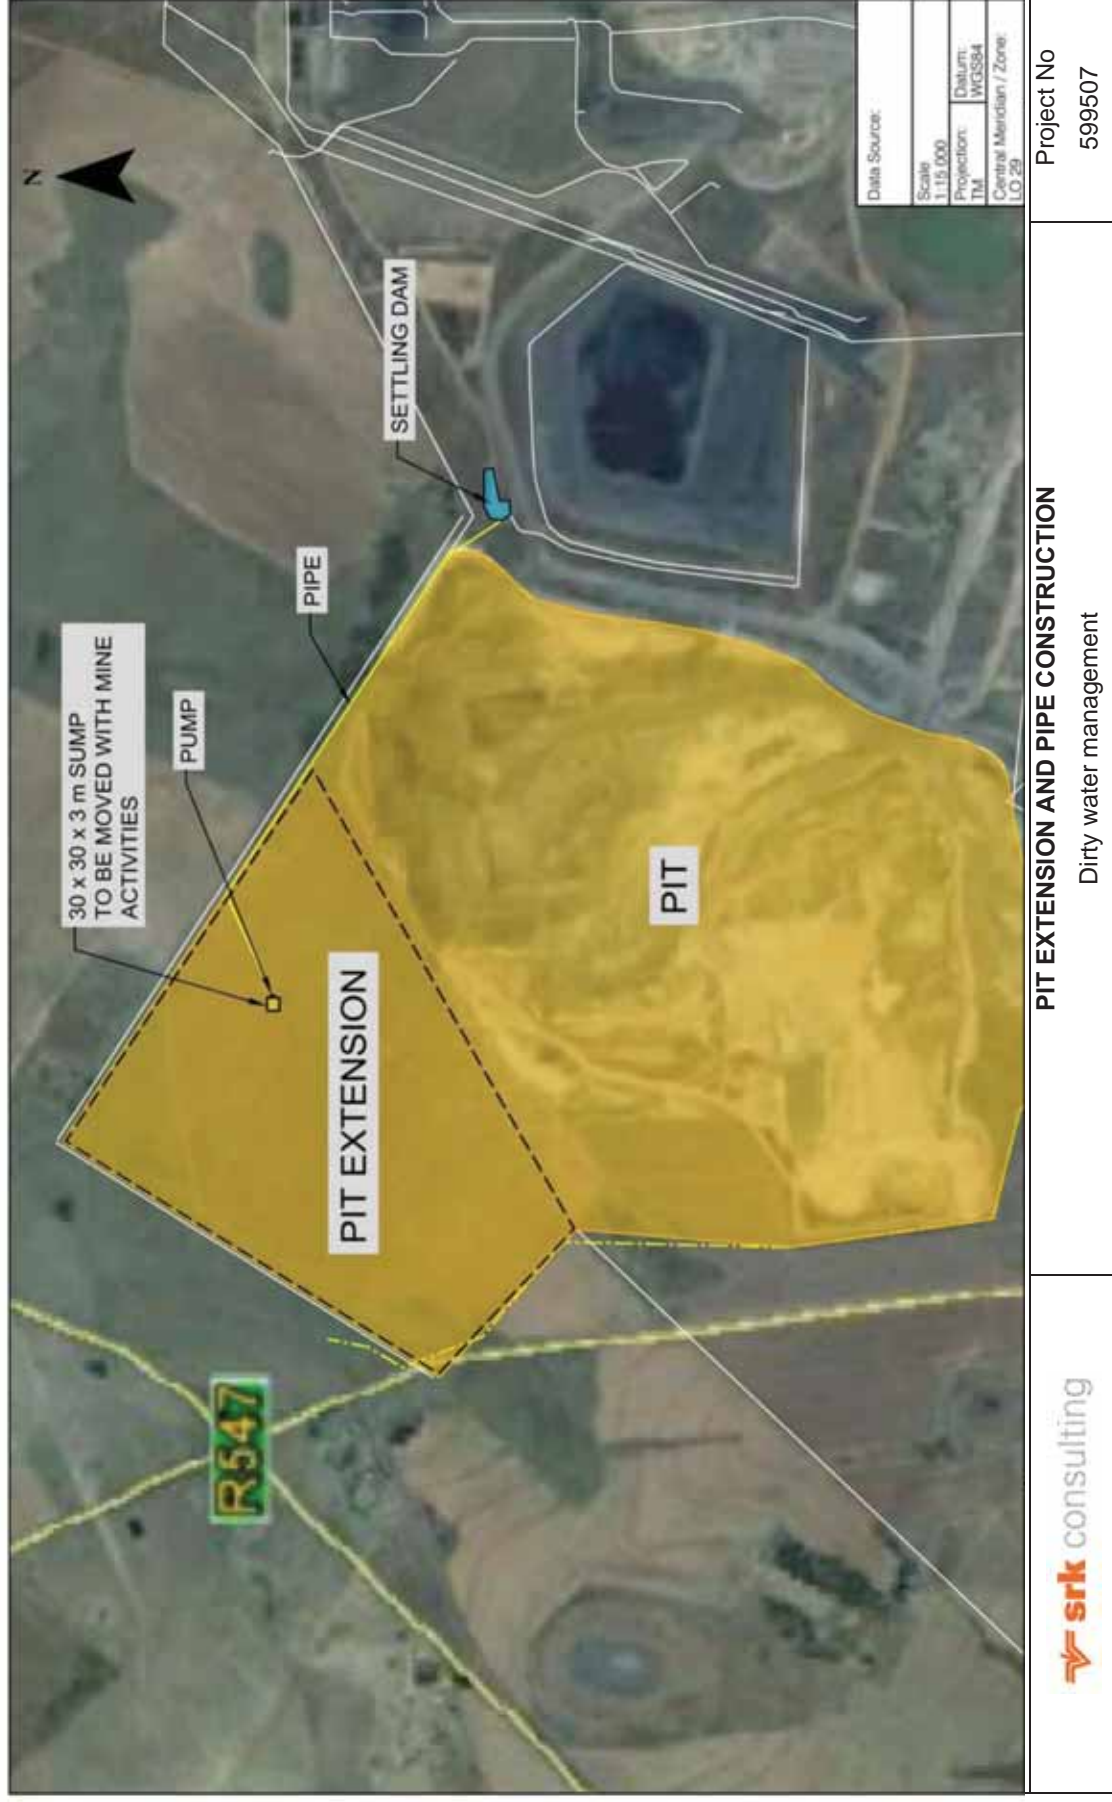 N
30 x 30 x 3 m SUMP
TO BE MOVED WITH MINE
ACTIVITIES
PUMP
PIPE
SETTLING DAM
R547
PIT EXTENSION
PIT
Data Source:
Scale
1:15 000
Projection:
TM
Datum:
WGS84
Central Meridian / Zone:
LO 29
srk consulting
PIT EXTENSION AND PIPE CONSTRUCTION
Dirty water management
Project No
599507